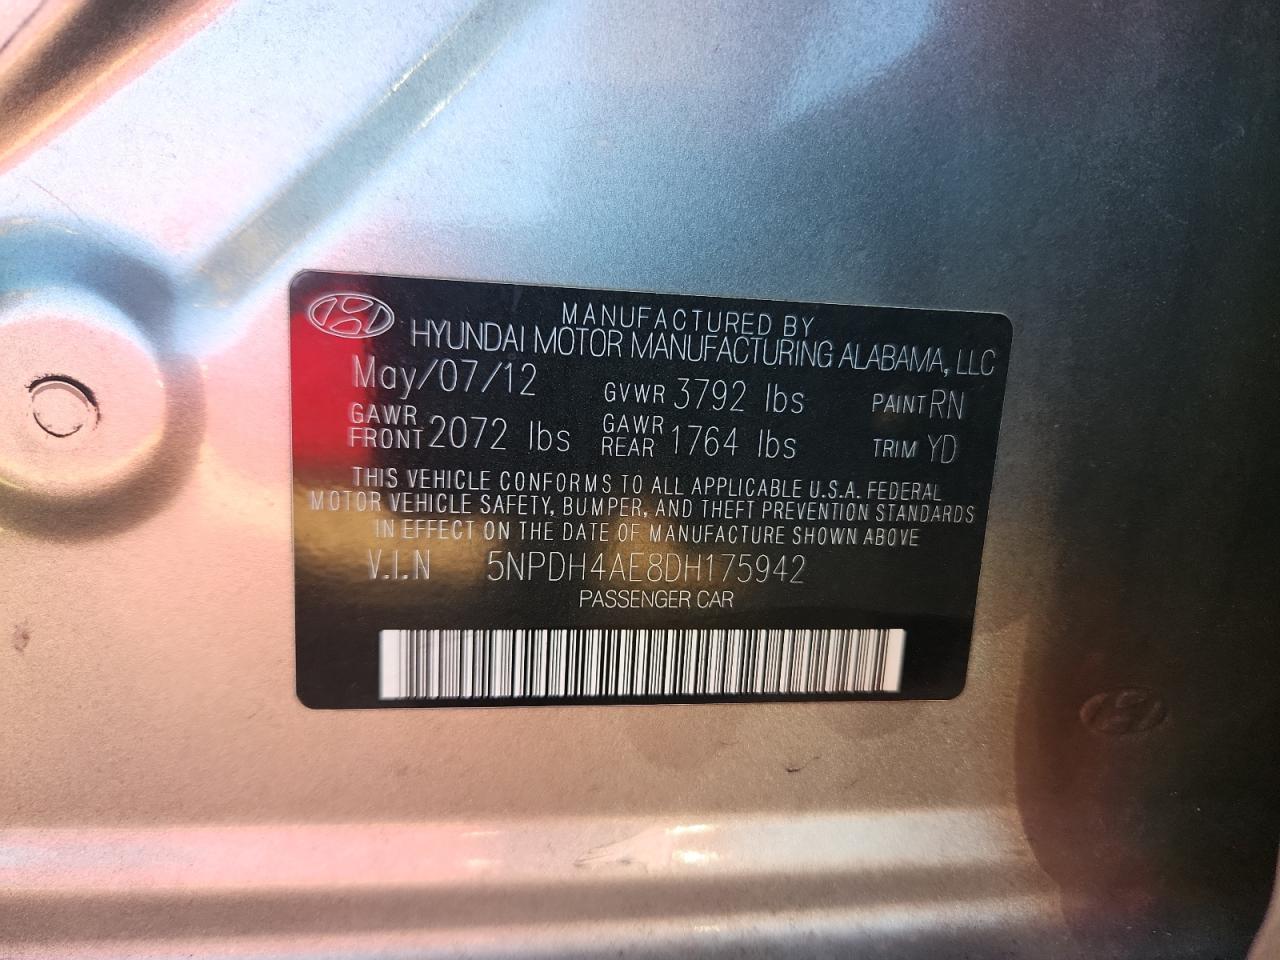 MANUFACTURED BY
HYUNDAI MOTOR MANUFACTURING ALABAMA, LLC
May/07/12 GVWR 3792 lbs PAINT RN
GAWR FRONT 2072 lbs GAWR REAR 1764 lbs TRIM YD
THIS VEHICLE CONFORMS TO ALL APPLICABLE U.S.A. FEDERAL
MOTOR VEHICLE SAFETY, BUMPER, AND THEFT PREVENTION STANDARDS
IN EFFECT ON THE DATE OF MANUFACTURE SHOWN ABOVE
V.I.N 5NPDH4AE8DH175942
PASSENGER CAR